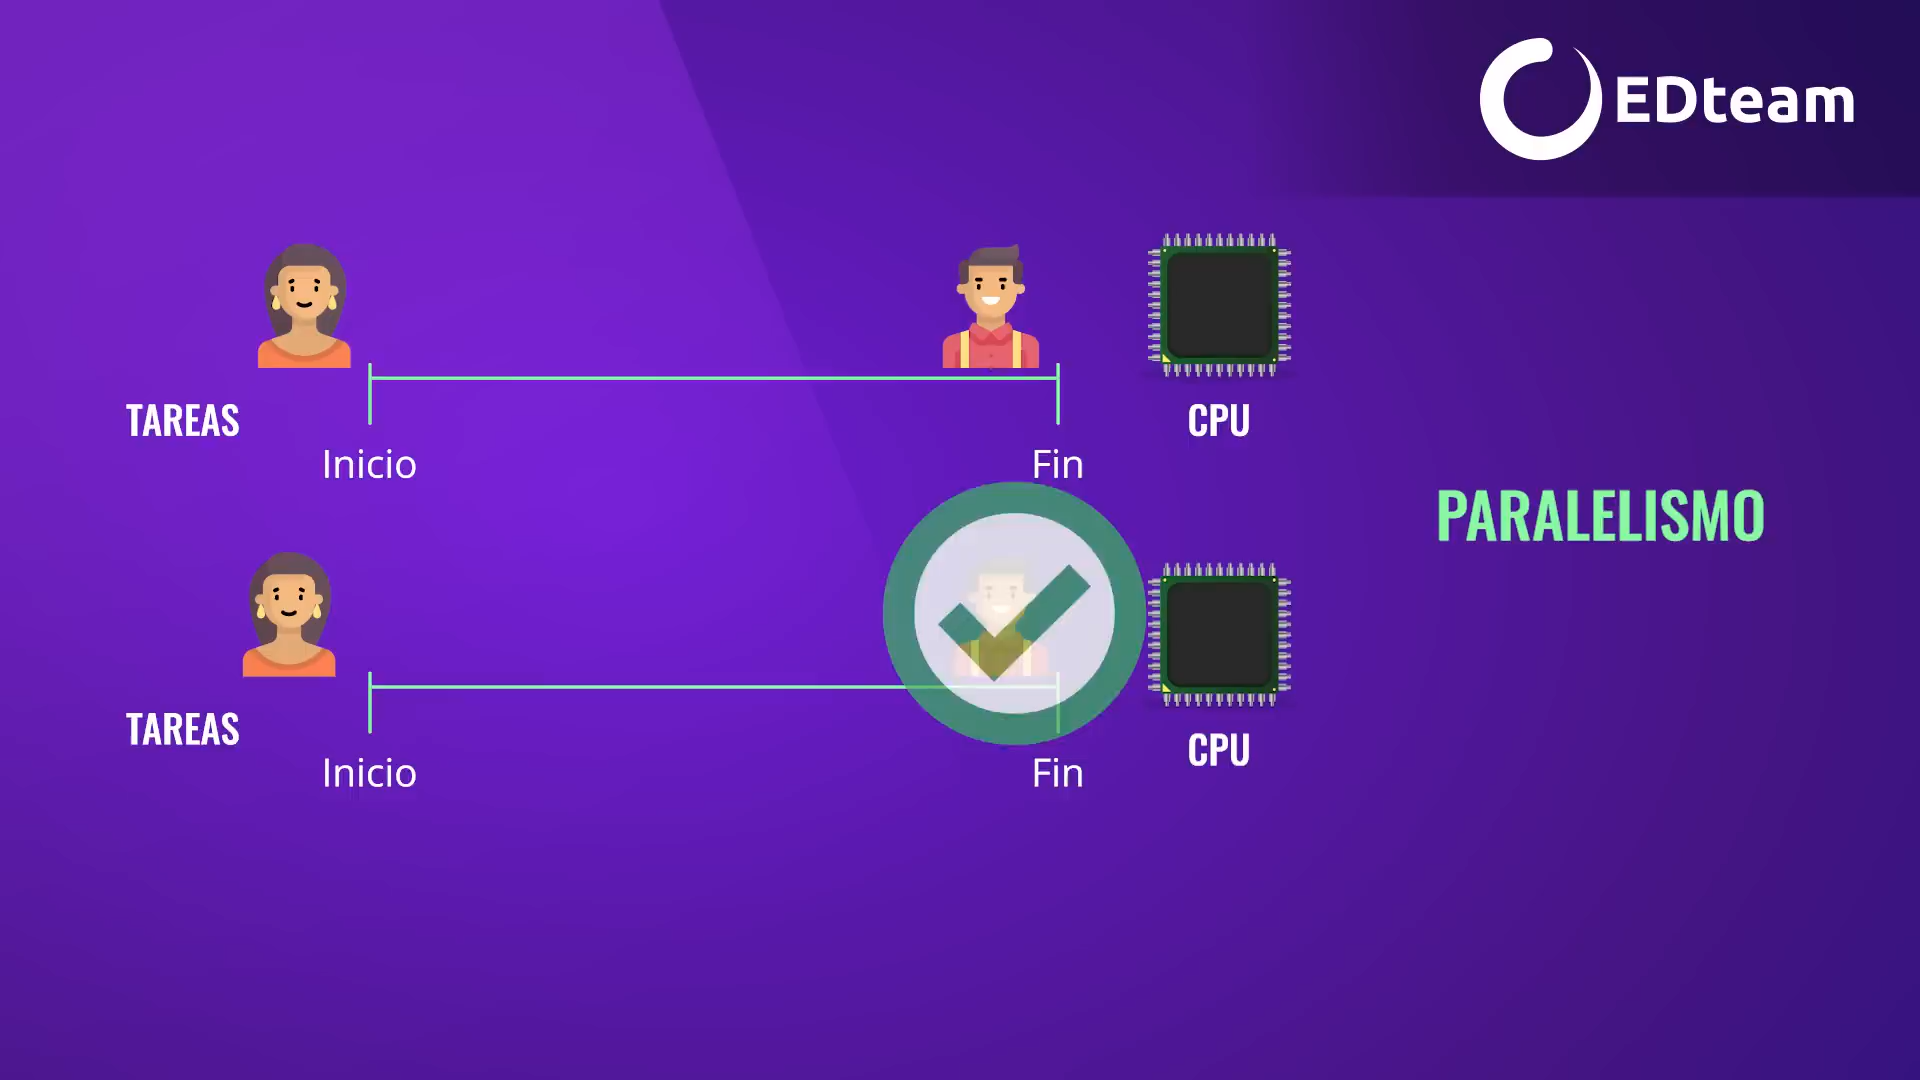 EDteam
TAREAS
Inicio
Fin
CPU
PARALELISMO
TAREAS
Inicio
Fin
CPU